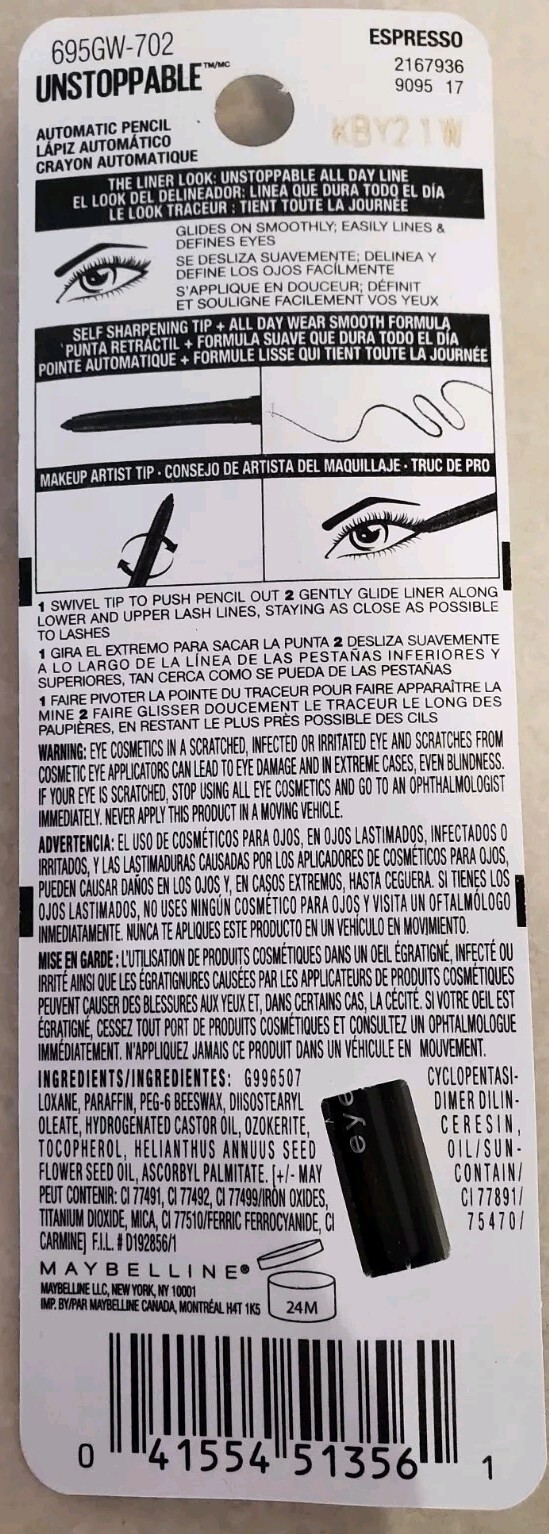 695GW-702
ESPRESSO
UNSTOPPABLE™/MC
2167936
9095 17
KBY21W
AUTOMATIC PENCIL
LÁPIZ AUTOMÁTICO
CRAYON AUTOMATIQUE
THE LINER LOOK: UNSTOPPABLE ALL DAY LINE
EL LOOK DEL DELINEADOR: LINEA QUE DURA TODO EL DÍA
LE LOOK TRACEUR : TIENT TOUTE LA JOURNÉE
GLIDES ON SMOOTHLY; EASILY LINES &
DEFINES EYES
SE DESLIZA SUAVEMENTE; DELINEA Y
DEFINE LOS OJOS FACÍLMENTE
S'APPLIQUE EN DOUCEUR; DÉFINIT
ET SOULIGNE FACILEMENT VOS YEUX
SELF SHARPENING TIP + ALL DAY WEAR SMOOTH FORMULA
PUNTA RETRÁCTIL + FORMULA SUAVE QUE DURA TODO EL DÍA
POINTE AUTOMATIQUE + FORMULE LISSE QUI TIENT TOUTE LA JOURNÉE
MAKEUP ARTIST TIP · CONSEJO DE ARTISTA DEL MAQUILLAJE · TRUC DE PRO
1 SWIVEL TIP TO PUSH PENCIL OUT 2 GENTLY GLIDE LINER ALONG
LOWER AND UPPER LASH LINES, STAYING AS CLOSE AS POSSIBLE
TO LASHES
1 GIRA EL EXTREMO PARA SACAR LA PUNTA 2 DESLIZA SUAVEMENTE
A LO LARGO DE LA LÍNEA DE LAS PESTAÑAS INFERIORES Y
SUPERIORES, TAN CERCA COMO SE PUEDA DE LAS PESTAÑAS
1 FAIRE PIVOTER LA POINTE DU TRACEUR POUR FAIRE APPARAÎTRE LA
MINE 2 FAIRE GLISSER DOUCEMENT LE TRACEUR LE LONG DES
PAUPIÈRES, EN RESTANT LE PLUS PRÈS POSSIBLE DES CILS
WARNING: EYE COSMETICS IN A SCRATCHED, INFECTED OR IRRITATED EYE AND SCRATCHES FROM
COSMETIC EYE APPLICATORS CAN LEAD TO EYE DAMAGE AND IN EXTREME CASES, EVEN BLINDNESS.
IF YOUR EYE IS SCRATCHED, STOP USING ALL EYE COSMETICS AND GO TO AN OPHTHALMOLOGIST
IMMEDIATELY. NEVER APPLY THIS PRODUCT IN A MOVING VEHICLE.
ADVERTENCIA: EL USO DE COSMÉTICOS PARA OJOS, EN OJOS LASTIMADOS, INFECTADOS O
IRRITADOS, Y LAS LASTIMADURAS CAUSADAS POR LOS APLICADORES DE COSMÉTICOS PARA OJOS,
PUEDEN CAUSAR DAÑOS EN LOS OJOS Y, EN CASOS EXTREMOS, HASTA CEGUERA. SI TIENES LOS
OJOS LASTIMADOS, NO USES NINGÚN COSMÉTICO PARA OJOS Y VISITA UN OFTALMÓLOGO
INMEDIATAMENTE. NUNCA TE APLIQUES ESTE PRODUCTO EN UN VEHÍCULO EN MOVIMIENTO.
MISE EN GARDE : L'UTILISATION DE PRODUITS COSMÉTIQUES DANS UN OEIL ÉGRATIGNÉ, INFECTÉ OU
IRRITÉ AINSI QUE LES ÉGRATIGNURES CAUSÉES PAR LES APPLICATEURS DE PRODUITS COSMÉTIQUES
PEUVENT CAUSER DES BLESSURES AUX YEUX ET, DANS CERTAINS CAS, LA CÉCITÉ. SI VOTRE OEIL EST
ÉGRATIGNÉ, CESSEZ TOUT PORT DE PRODUITS COSMÉTIQUES ET CONSULTEZ UN OPHTALMOLOGUE
IMMÉDIATEMENT. N'APPLIQUEZ JAMAIS CE PRODUIT DANS UN VÉHICULE EN MOUVEMENT.
INGREDIENTS/INGREDIENTES: G996507 CYCLOPENTASI-
LOXANE, PARAFFIN, PEG-6 BEESWAX, DIISOSTEARYL DIMER DILIN-
OLEATE, HYDROGENATED CASTOR OIL, OZOKERITE, CERESIN,
TOCOPHEROL, HELIANTHUS ANNUUS SEED OIL/SUN-
FLOWER SEED OIL, ASCORBYL PALMITATE. [+/- MAY CONTAIN/
PEUT CONTENIR: CI 77491, CI 77492, CI 77499/IRON OXIDES, CI 77891/
TITANIUM DIOXIDE, MICA, CI 77510/FERRIC FERROCYANIDE, CI 75470/
CARMINE] F.I.L. # D192856/1
eye
MAYBELLINE®
MAYBELLINE LLC, NEW YORK, NY 10001
IMP. BY/PAR MAYBELLINE CANADA, MONTRÉAL H4T 1K5
24M
0 41554 51356 1